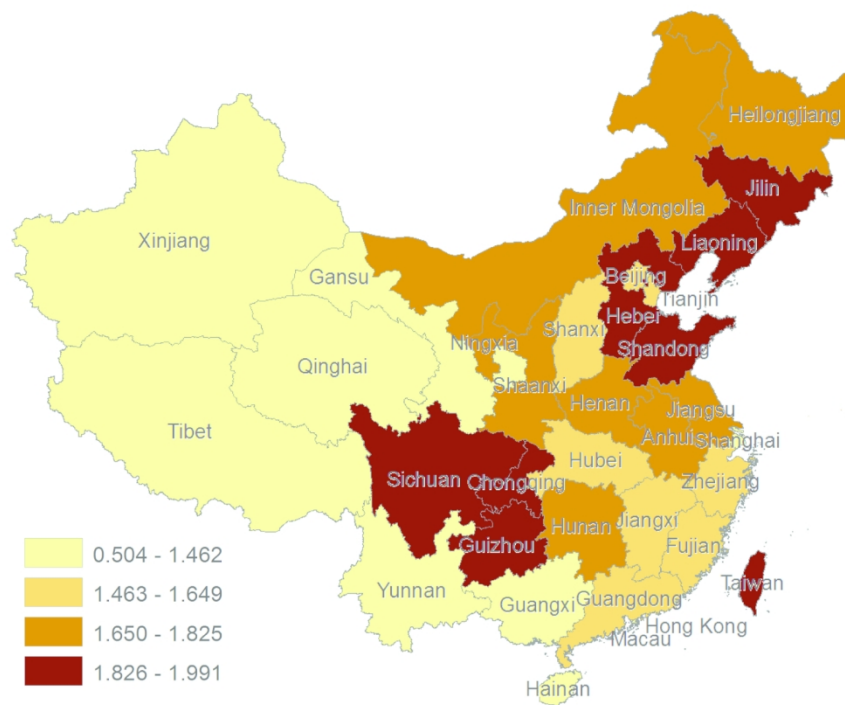 Heilongjiang
Jilin
Inner Mongolia
Liaoning
Xinjiang
Gansu
Beijing
Tianjin
Hebei
Shanxi
Ningxia
Shandong
Qinghai
Shaanxi
Henan
Jiangsu
Tibet
Anhui
Shanghai
Hubei
Sichuan
Chongqing
Zhejiang
Hunan
Jiangxi
Guizhou
Fujian
Taiwan
Yunnan
Guangxi
Guangdong
Hong Kong
Macau
Hainan
0.504 - 1.462
1.463 - 1.649
1.650 - 1.825
1.826 - 1.991